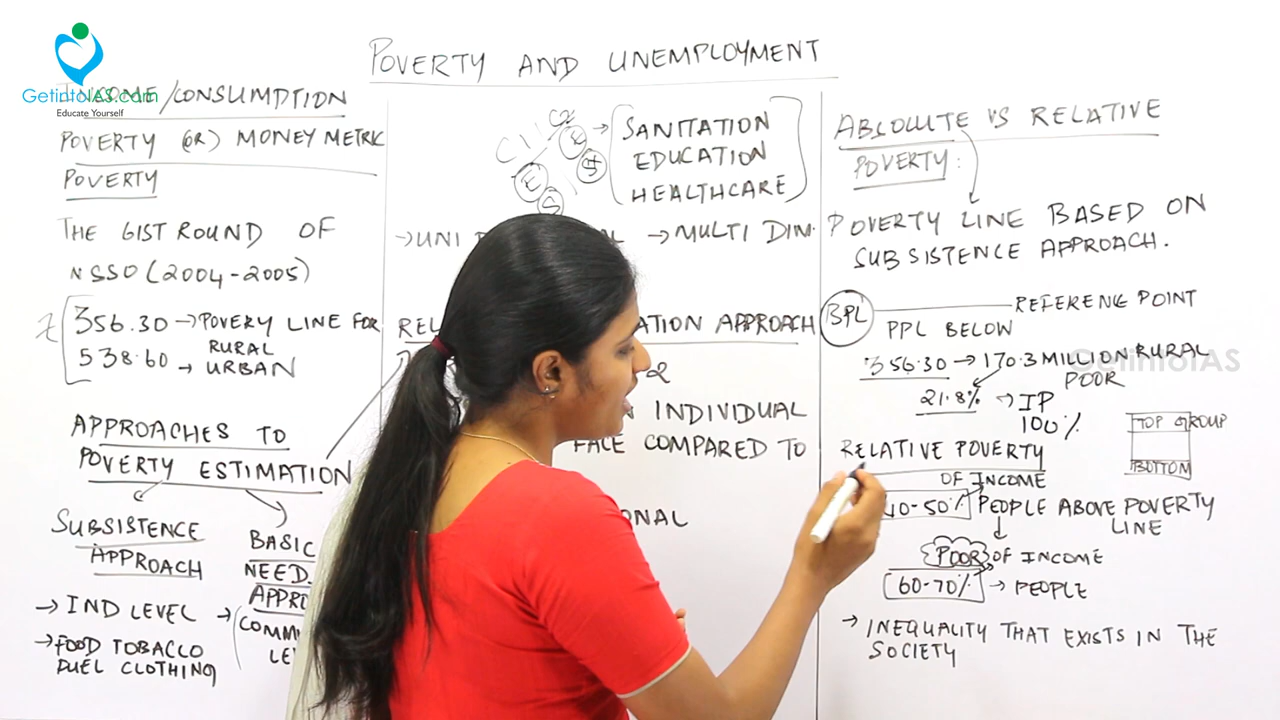 GetintoIAS.com
Educate Yourself
POVERTY AND UNEMPLOYMENT
INCOME/CONSUMPTION
POVERTY (OR) MONEY METRIC
POVERTY
THE 61ST ROUND OF
NSSO (2004-2005)
356.30 → POVERY LINE FOR
RURAL
538.60 → URBAN
APPROACHES TO
POVERTY ESTIMATION
SUBSISTENCE
APPROACH
→ IND LEVEL
→ FOOD TOBACCO
DUEL CLOTHING
BASIC
NEED
APPRO
COMM
LE
→ SANITATION
EDUCATION
HEALTHCARE
→ UNI
→ MULTI DIM.
REL
ATION APPROACH
INDIVIDUAL
FACE COMPARED TO
ONAL
ABSOLUTE VS RELATIVE
POVERTY:
POVERTY LINE BASED ON
SUBSISTENCE APPROACH.
BPL
REFERENCE POINT
PPL BELOW
356.30 → 170.3 MILLION RURAL
POOR
GetintoIAS
21.8% → IP
100%
TOP GROUP
BOTTOM
RELATIVE POVERTY
OF INCOME
40-50% PEOPLE ABOVE POVERTY
LINE
POOR OF INCOME
60-70% → PEOPLE
→ INEQUALITY THAT EXISTS IN THE
SOCIETY